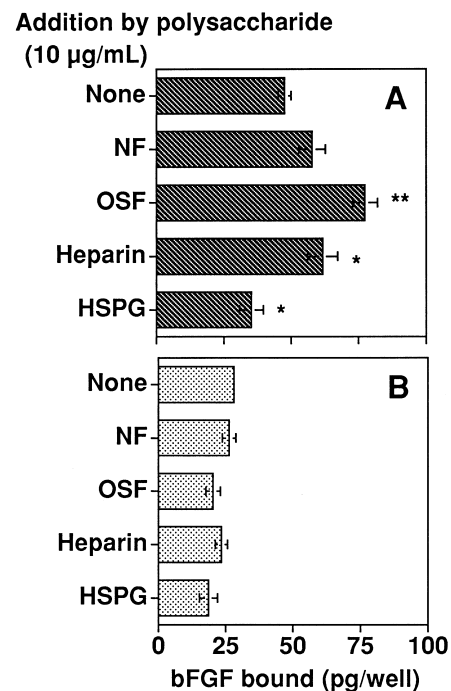 Addition by polysaccharide
(10 µg/mL)
None
A
NF
OSF
**
Heparin
*
HSPG
*
None
B
NF
OSF
Heparin
HSPG
0 25 50 75 100
bFGF bound (pg/well)